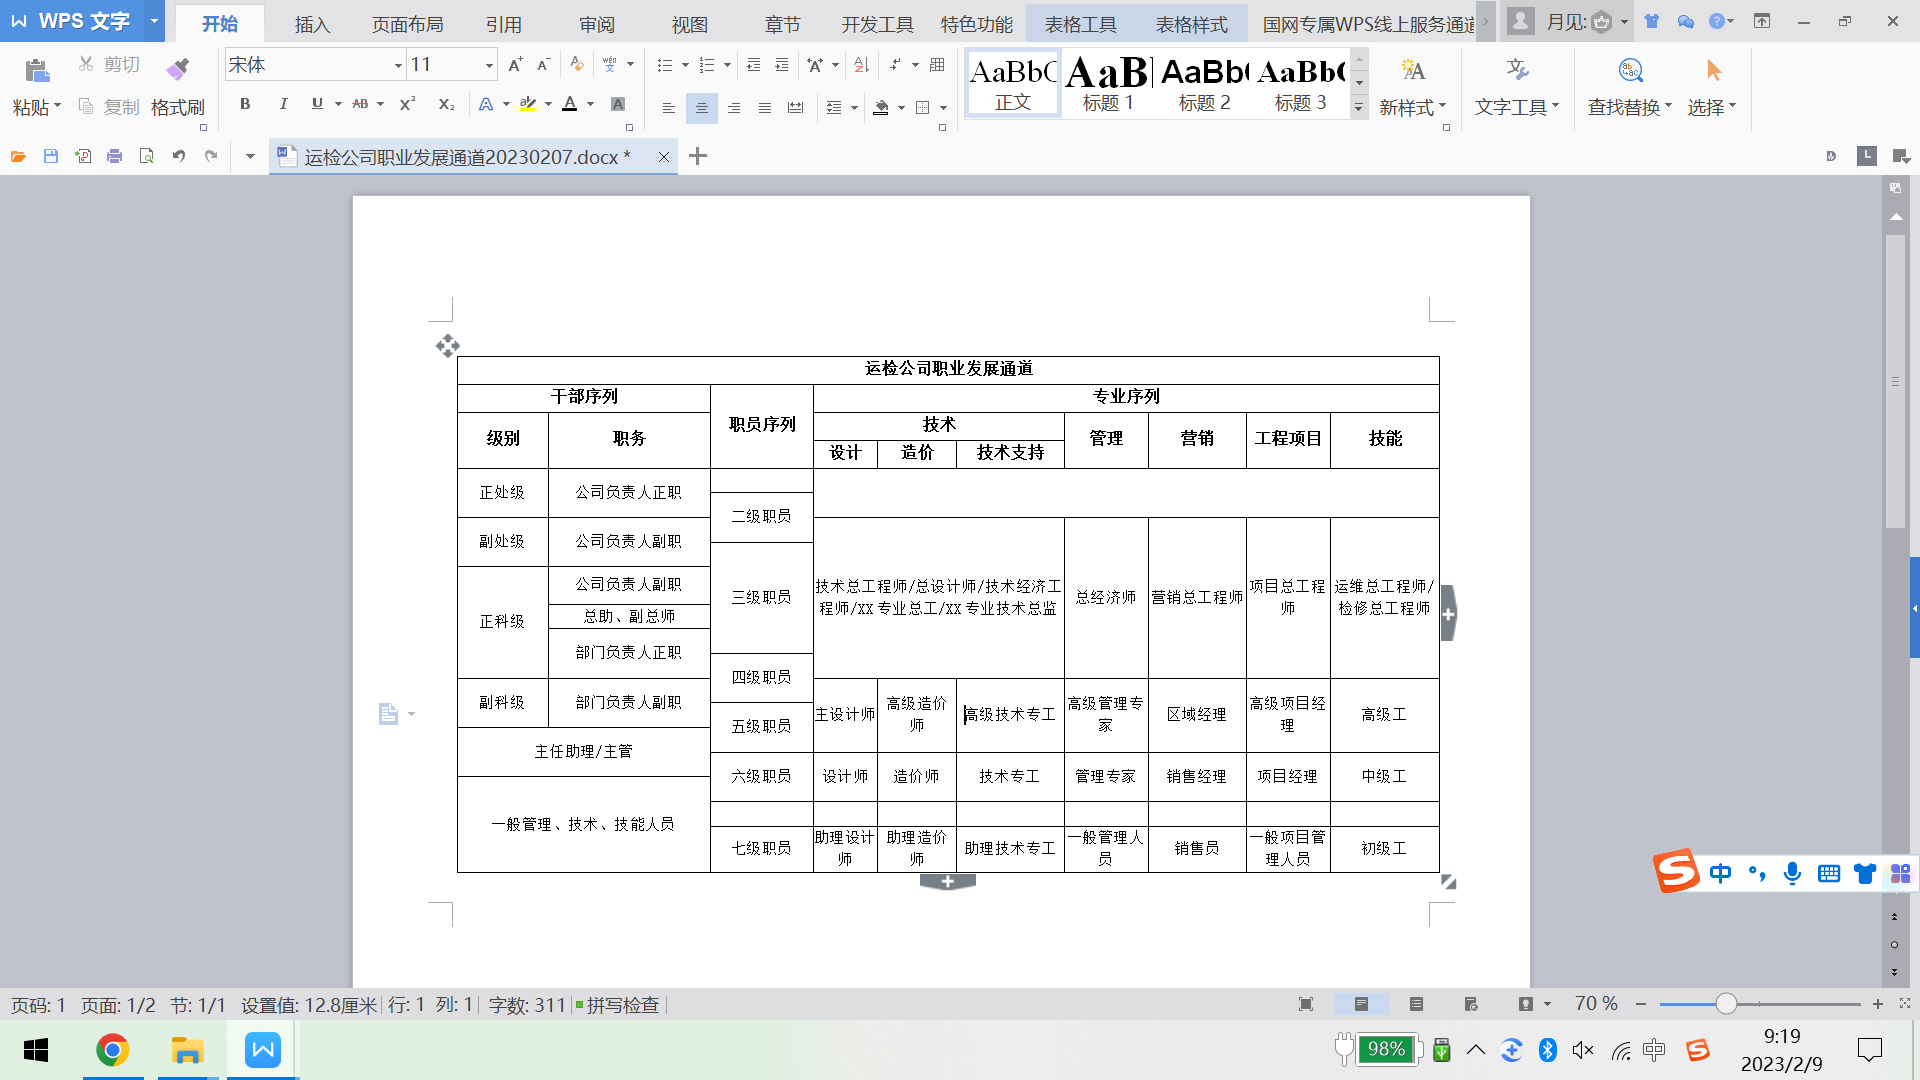 WPS 文字
开始 插入 页面布局 引用 审阅 视图 章节 开发工具 特色功能 表格工具 表格样式 国网专属WPS线上服务通道 月见:
粘贴 剪切 复制 格式刷
宋体 11
AaBbC 正文
AaB 标题 1
AaBb 标题 2
AaBb 标题 3
新样式 文字工具 查找替换 选择
运检公司职业发展通道20230207.docx *
运检公司职业发展通道
干部序列 职员序列 专业序列
级别 职务 技术 管理 营销 工程项目 技能
设计 造价 技术支持
正处级 公司负责人正职
二级职员
副处级 公司负责人副职
公司负责人副职
正科级 总助、副总师
部门负责人正职
三级职员
技术总工程师/总设计师/技术经济工
程师/XX专业总工/XX专业技术总监
总经济师
营销总工程师
项目总工程
师
运维总工程师/
检修总工程师
四级职员
副科级 部门负责人副职
五级职员
主设计师
高级造价
师
高级技术专工
高级管理专
家
区域经理
高级项目经
理
高级工
主任助理/主管
六级职员 设计师 造价师 技术专工 管理专家 销售经理 项目经理 中级工
一般管理、技术、技能人员
七级职员
助理设计
师
助理造价
师
助理技术专工
一般管理人
员
销售员
一般项目管
理人员
初级工
中
页码: 1 页面: 1/2 节: 1/1 设置值: 12.8厘米 行: 1 列: 1 字数: 311 拼写检查 70 %
98% 中 9:19
2023/2/9